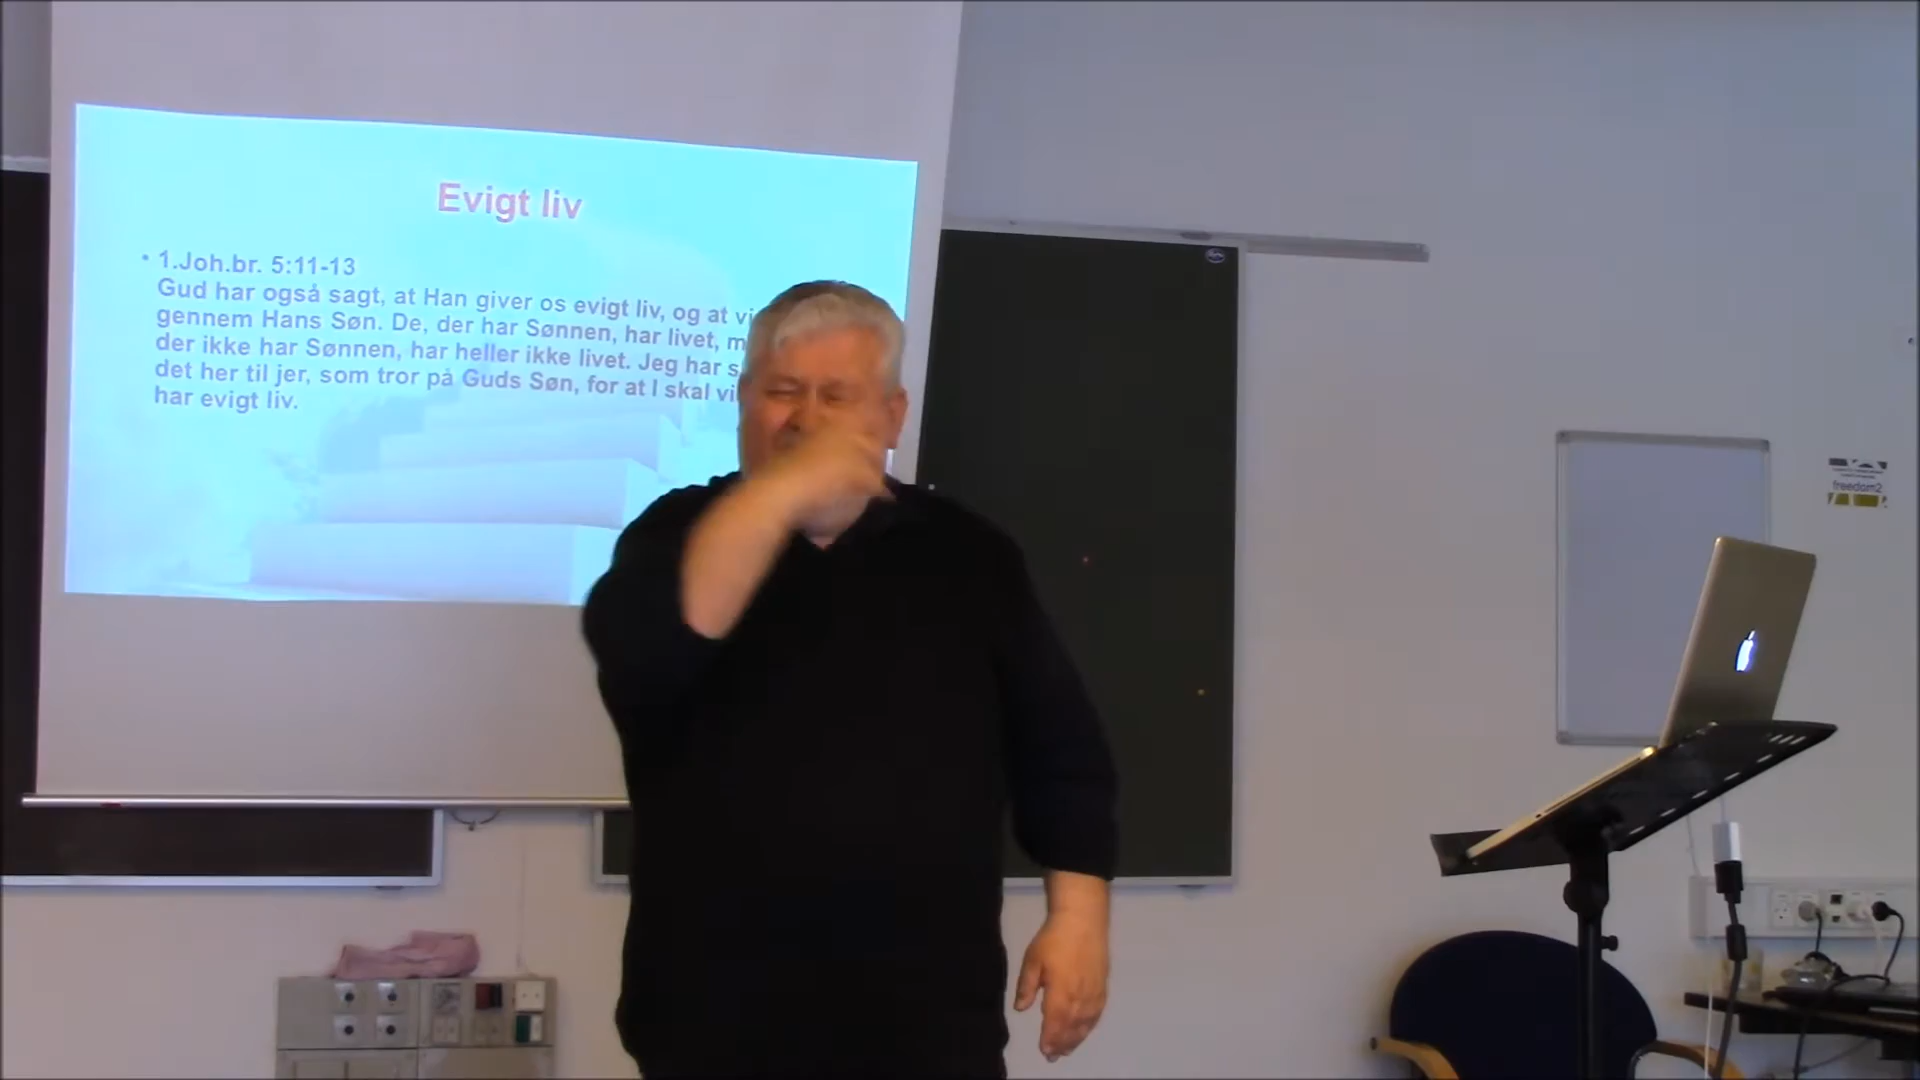 Evigt liv
• 1.Joh.br. 5:11-13
Gud har også sagt, at Han giver os evigt liv, og at vi
gennem Hans Søn. De, der har Sønnen, har livet, m
der ikke har Sønnen, har heller ikke livet. Jeg har s
det her til jer, som tror på Guds Søn, for at I skal vi
har evigt liv.
freedom2